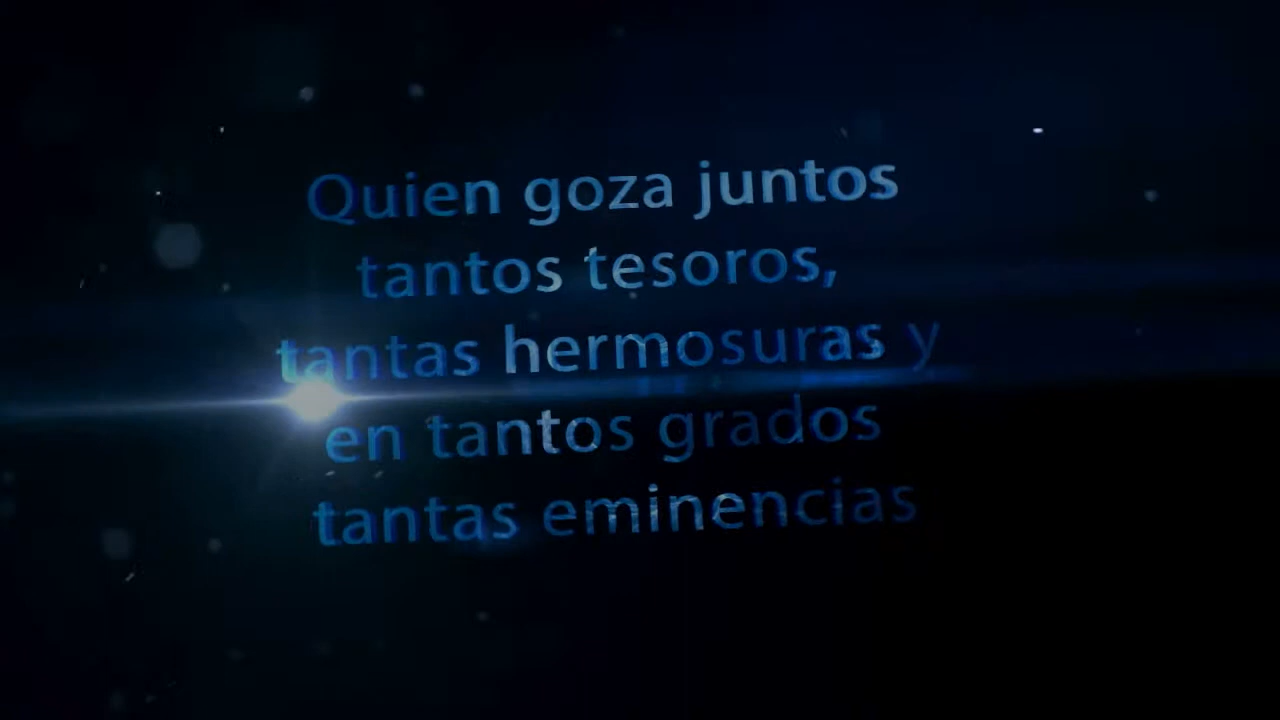 Quien goza juntos
tantos tesoros,
tantas hermosuras y
en tantos grados
tantas eminencias